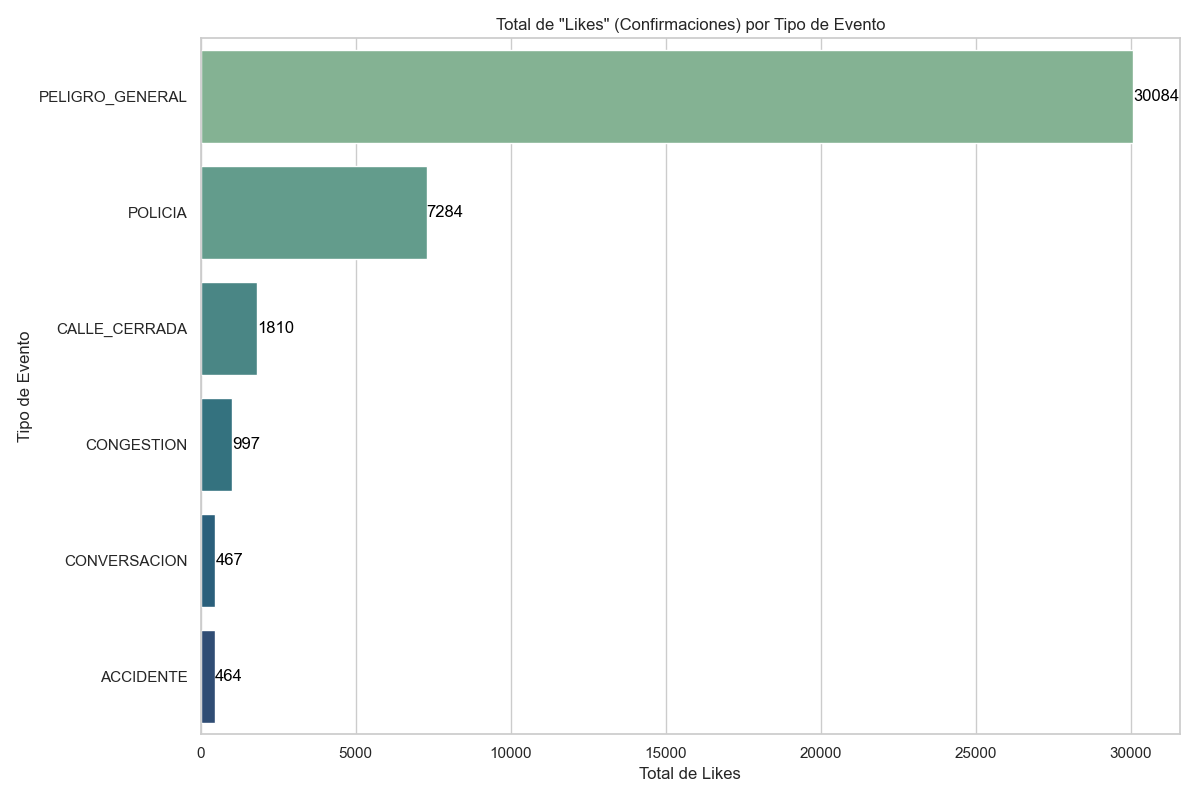 Total de "Likes" (Confirmaciones) por Tipo de Evento
Tipo de Evento
PELIGRO_GENERAL 30084
POLICIA 7284
CALLE_CERRADA 1810
CONGESTION 997
CONVERSACION 467
ACCIDENTE 464
0 5000 10000 15000 20000 25000 30000
Total de Likes